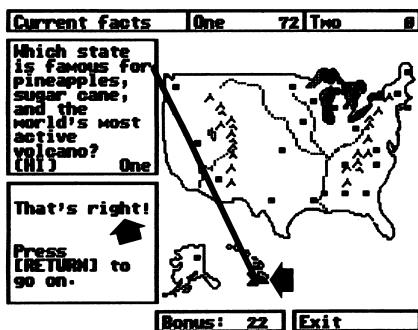 Current facts One 72 Two 0
Which state
is famous for
pineapples,
sugar cane,
and the
world's most
active
volcano?
(HI) One
That's right!
Press
[RETURN] to
go on.
Bonus: 22 Exit